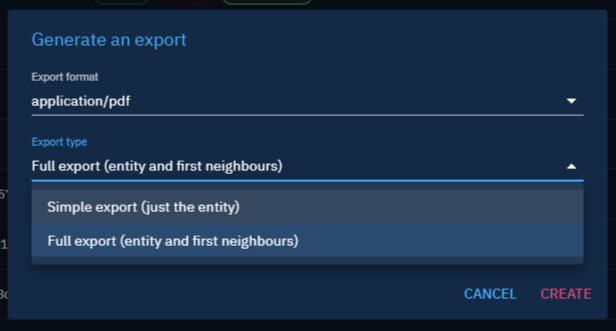 Generate an export
Export format
application/pdf
Export type
Full export (entity and first neighbours)
Simple export (just the entity)
Full export (entity and first neighbours)
CANCEL CREATE